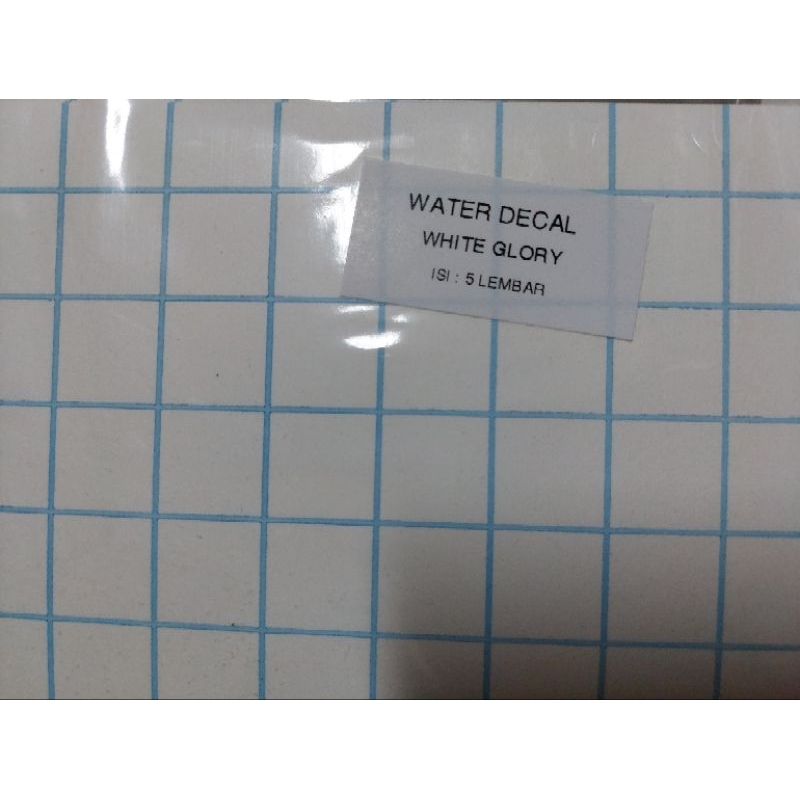 WATER DECAL
WHITE GLORY
ISI : 5 LEMBAR